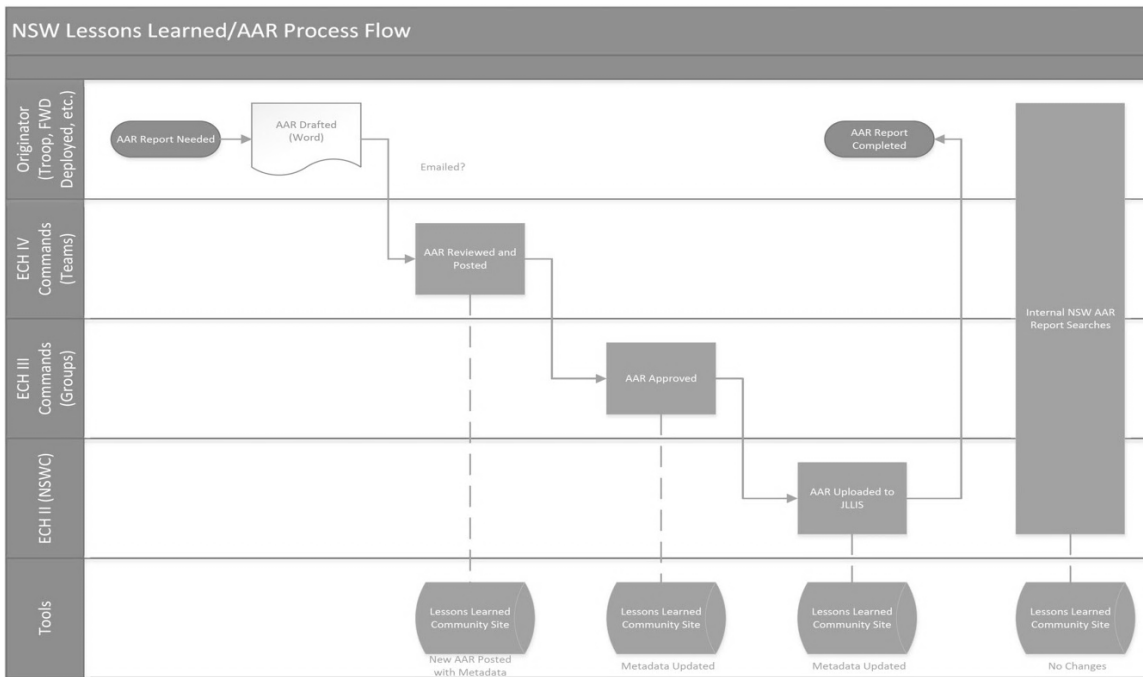 NSW Lessons Learned/AAR Process Flow
Originator
(Troop, FWD
Deployed, etc.)
AAR Report Needed
AAR Drafted
(Word)
Emailed?
AAR Report
Completed
ECH IV
Commands
(Teams)
AAR Reviewed and
Posted
Internal NSW AAR
Report Searches
ECH III
Commands
(Groups)
AAR Approved
ECH II (NSWC)
AAR Uploaded to
JLLIS
Tools
Lessons Learned
Community Site
New AAR Posted
with Metadata
Lessons Learned
Community Site
Metadata Updated
Lessons Learned
Community Site
Metadata Updated
Lessons Learned
Community Site
No Changes